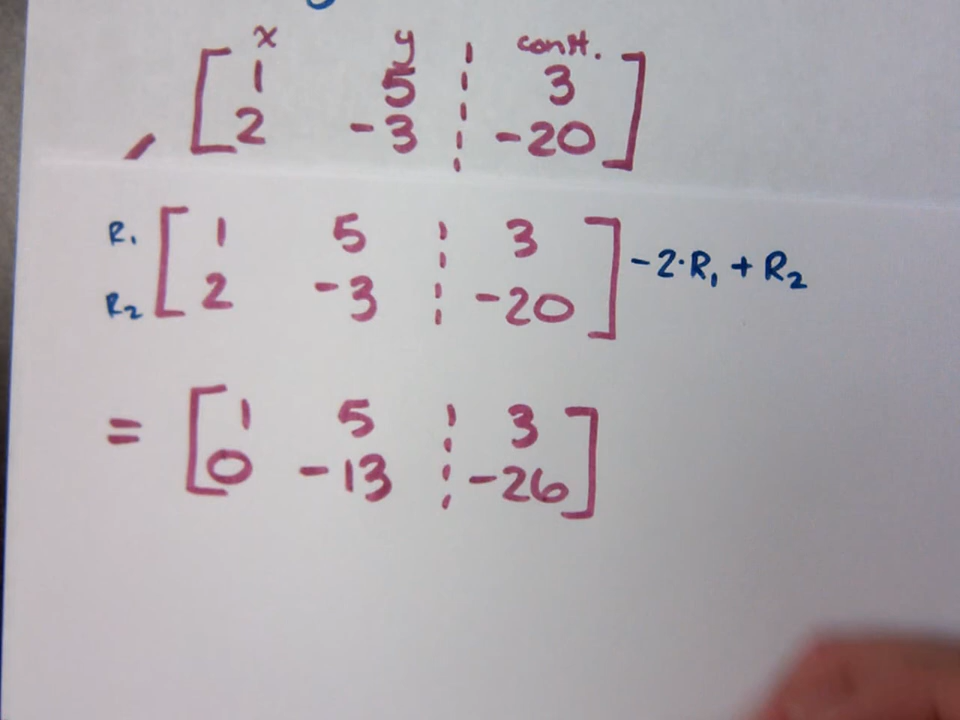 x y const.
1 5 3
2 -3 -20
R₁ 1 5 3
-2·R₁ + R₂
R₂ 2 -3 -20
= 1 5 3
0 -13 -26